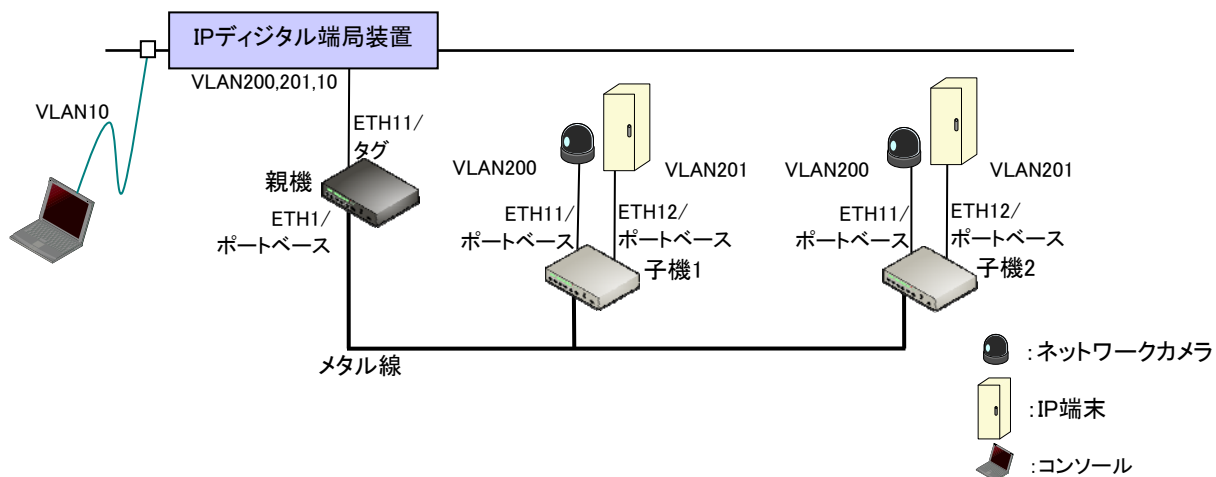 IPディジタル端局装置
VLAN200,201,10
VLAN10
ETH11/
タグ
親機
ETH1/
ポートベース
VLAN200
VLAN201
ETH11/
ポートベース
ETH12/
ポートベース
子機1
VLAN200
VLAN201
ETH11/
ポートベース
ETH12/
ポートベース
子機2
メタル線
:ネットワークカメラ
:IP端末
:コンソール